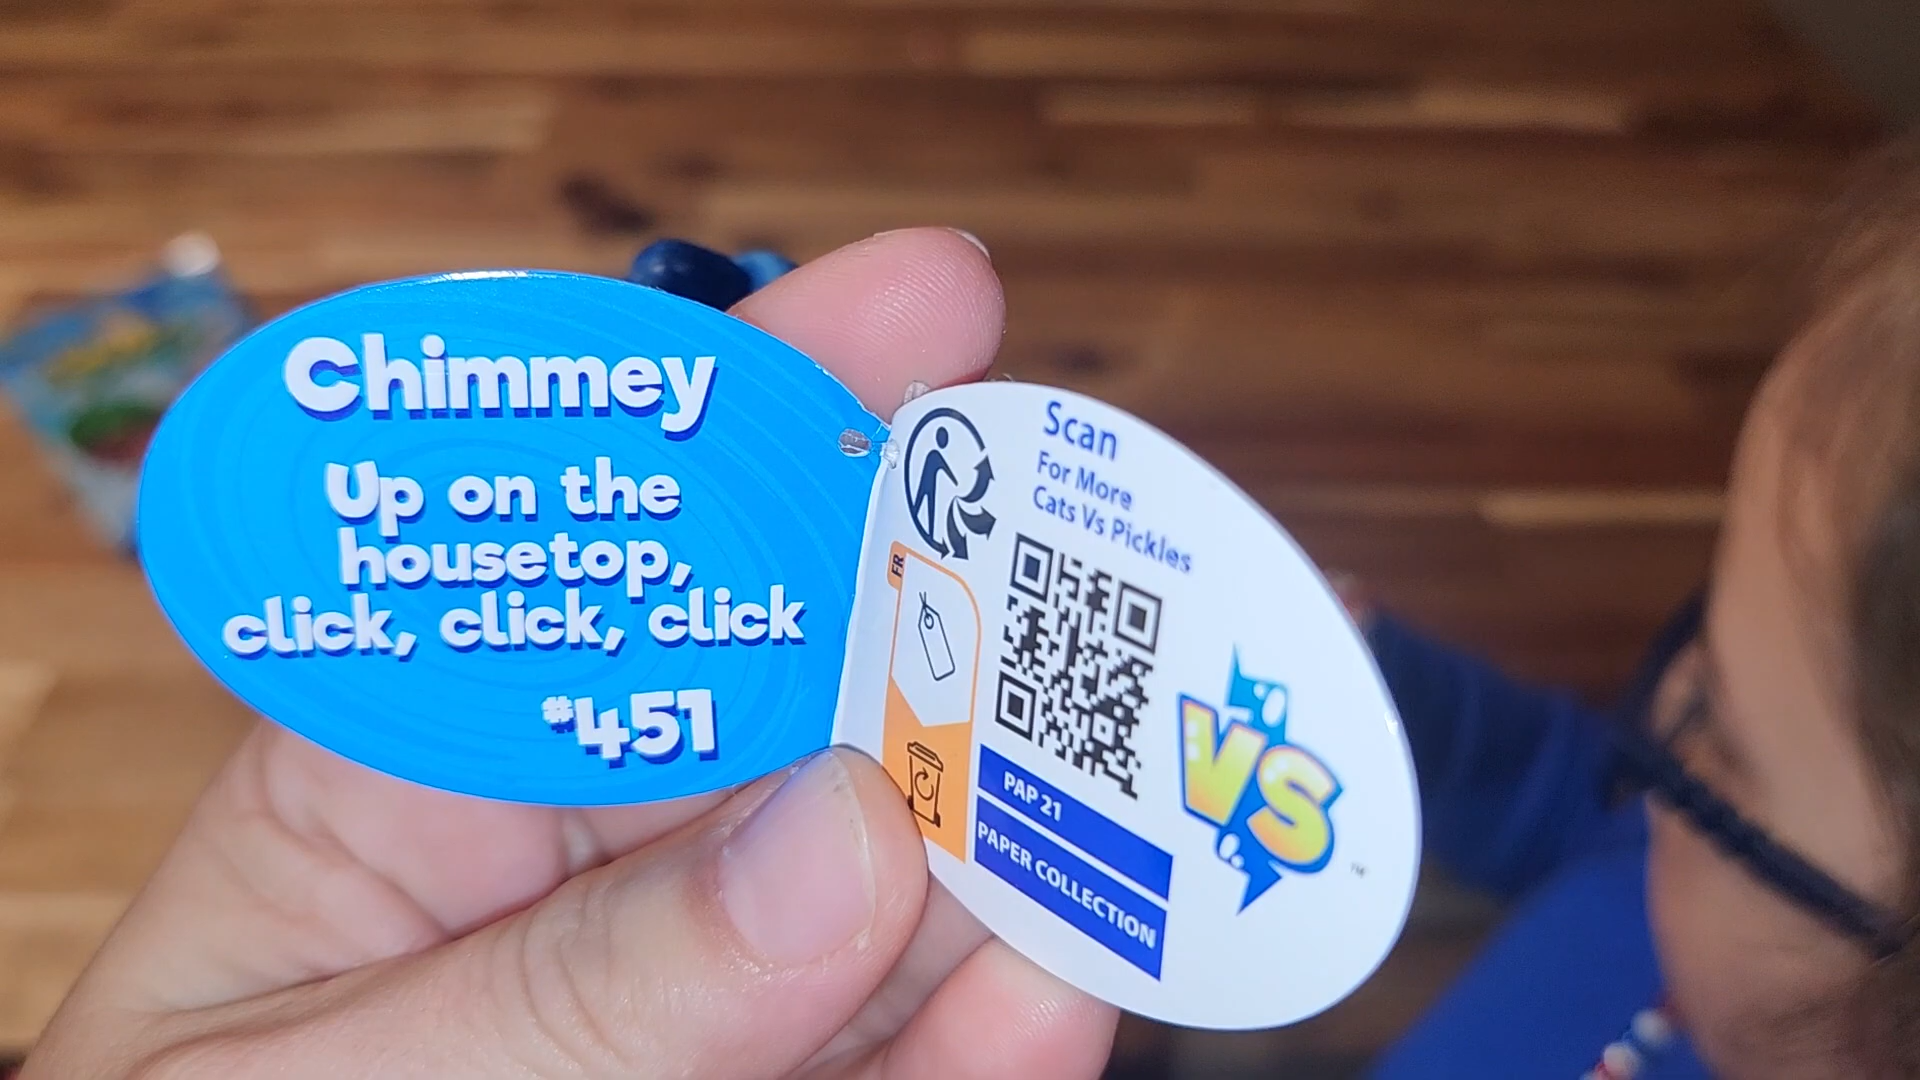 Chimmey
Up on the
housetop,
click, click, click
#451
Scan
For More
Cats Vs Pickles
FR
PAP 21
PAPER COLLECTION
VS
TM